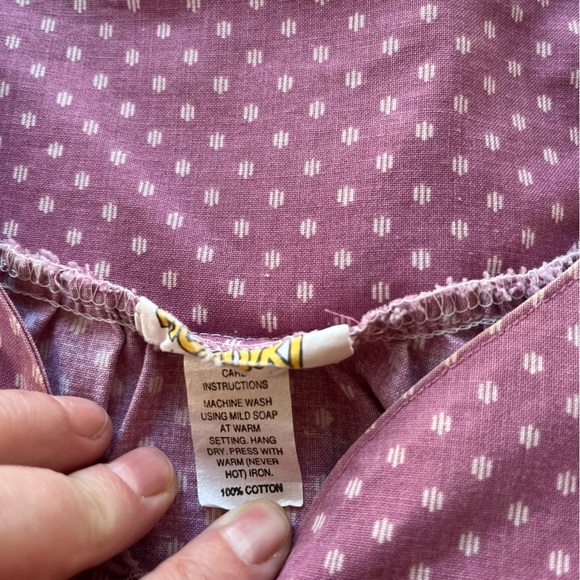 CARE
INSTRUCTIONS
MACHINE WASH
USING MILD SOAP
AT WARM
SETTING. HANG
DRY. PRESS WITH
WARM (NEVER
HOT) IRON.
100% COTTON